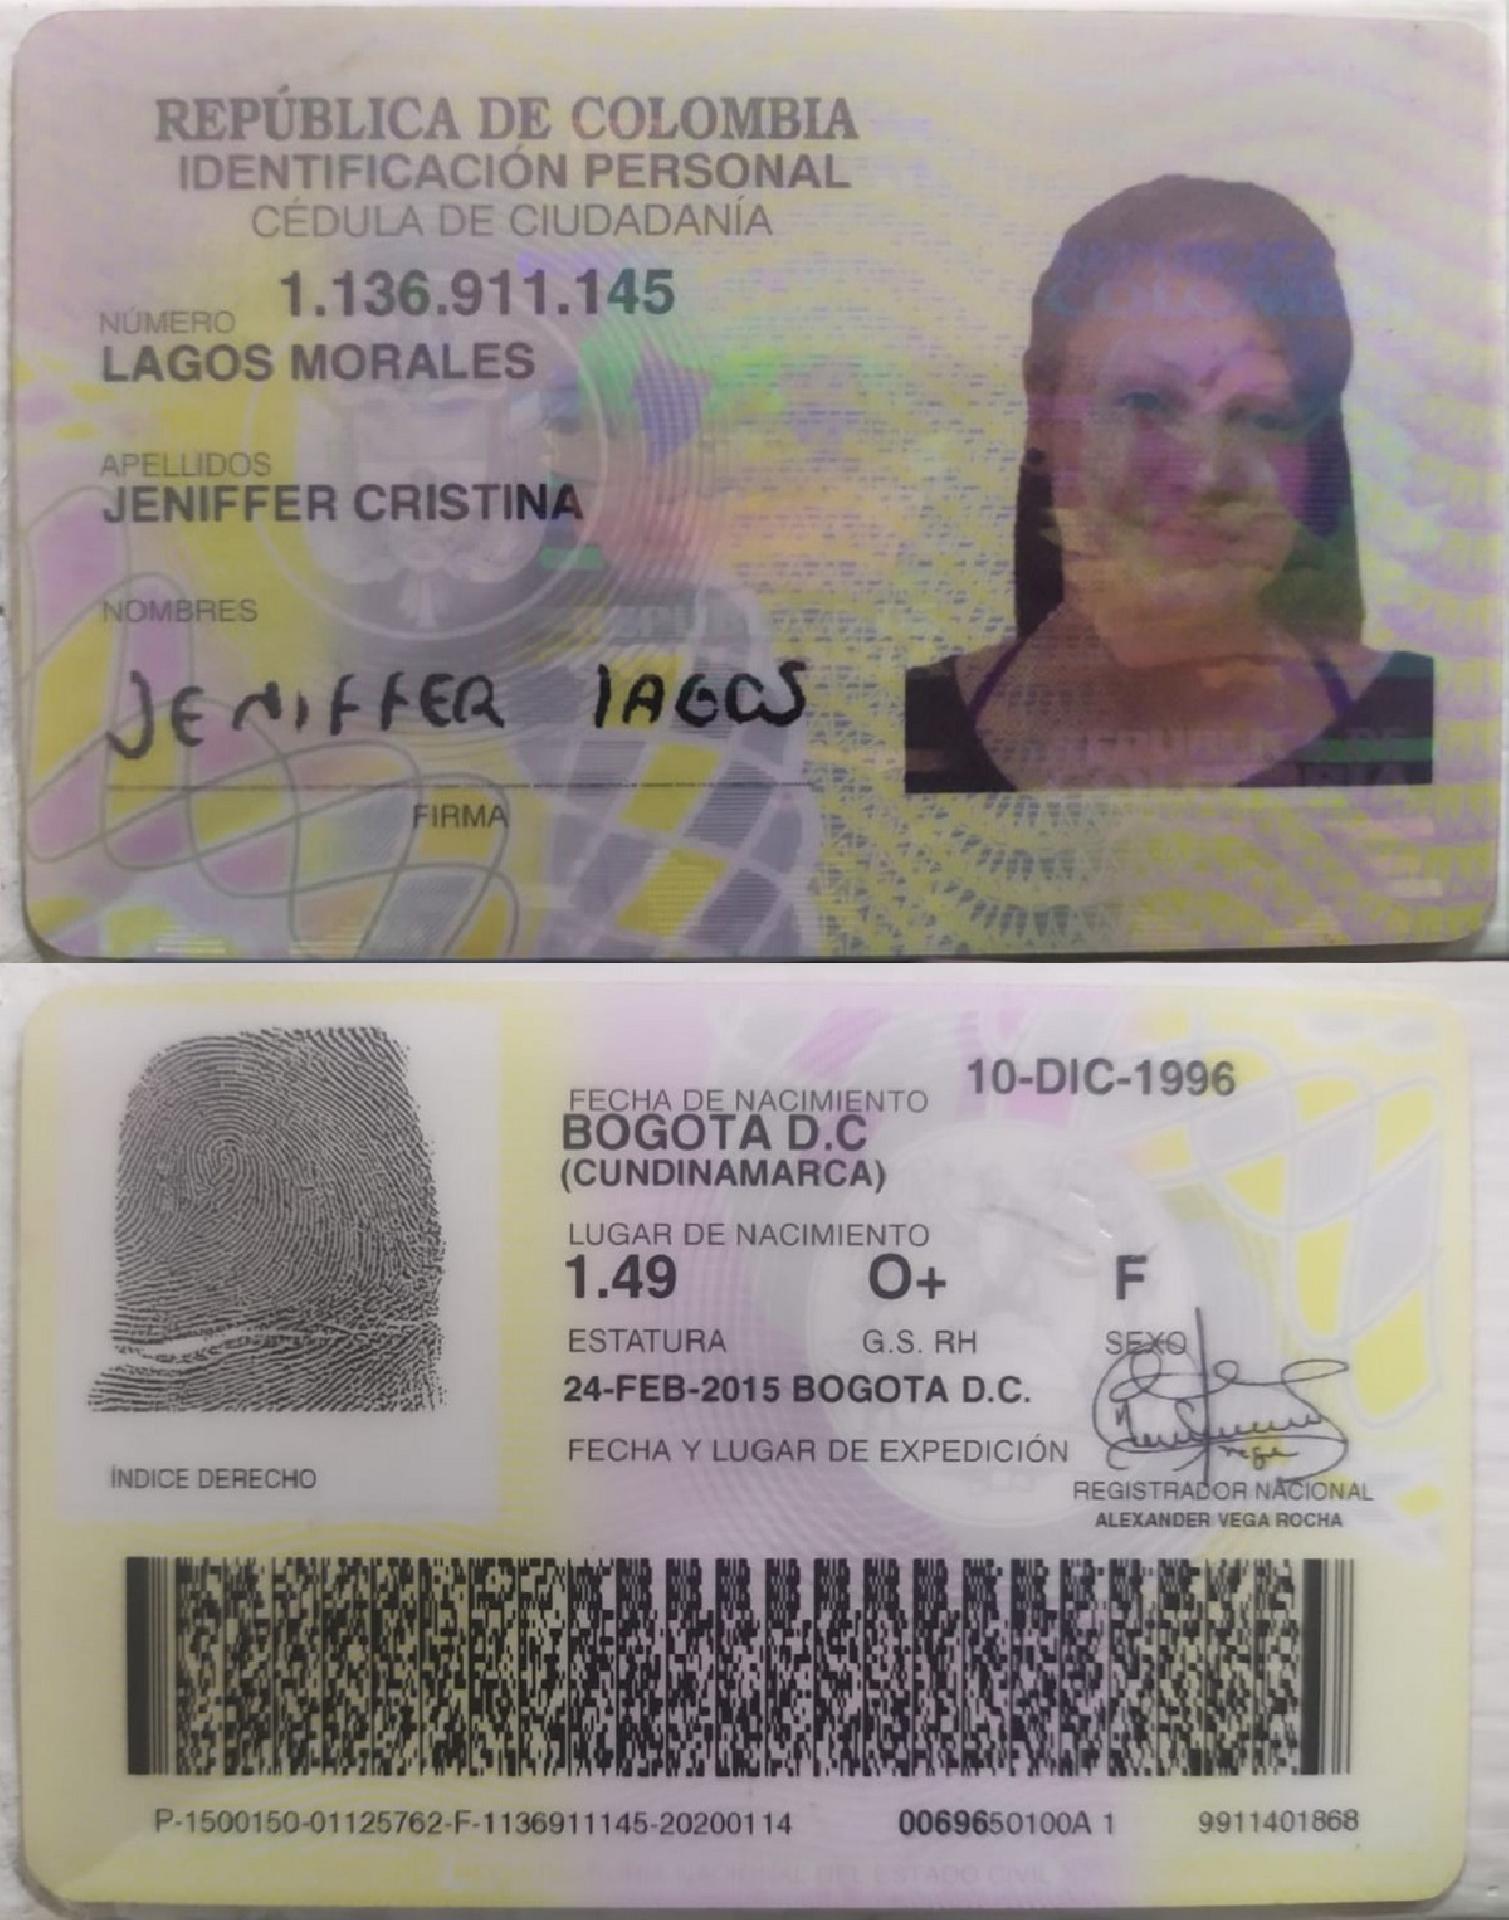 REPÚBLICA DE COLOMBIA
IDENTIFICACIÓN PERSONAL
CÉDULA DE CIUDADANÍA
NÚMERO 1.136.911.145
LAGOS MORALES
APELLIDOS
JENIFFER CRISTINA
NOMBRES
JENIFFER lAGOS
FIRMA
FECHA DE NACIMIENTO 10-DIC-1996
BOGOTA D.C
(CUNDINAMARCA)
LUGAR DE NACIMIENTO
1.49 O+ F
ESTATURA G.S. RH SEXO
24-FEB-2015 BOGOTA D.C.
FECHA Y LUGAR DE EXPEDICIÓN
ÍNDICE DERECHO
REGISTRADOR NACIONAL
ALEXANDER VEGA ROCHA
P-1500150-01125762-F-1136911145-20200114 0069650100A 1 9911401868